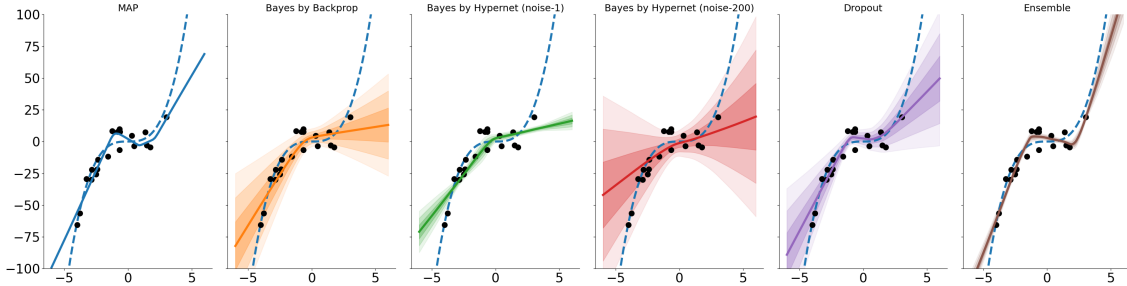 MAP
Bayes by Backprop
Bayes by Hypernet (noise-1)
Bayes by Hypernet (noise-200)
Dropout
Ensemble
100
75
50
25
0
−25
−50
−75
−100
−5 0 5
−5 0 5
−5 0 5
−5 0 5
−5 0 5
−5 0 5